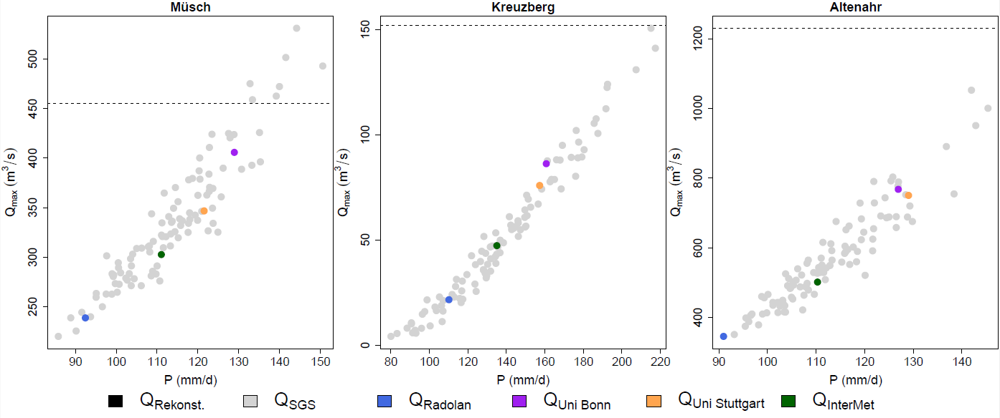 Müsch
Kreuzberg
Altenahr
Qmax (m³/s)
500
450
400
350
300
250
90 100 110 120 130 140 150
P (mm/d)
Qmax (m³/s)
150
100
50
0
80 100 120 140 160 180 200 220
P (mm/d)
Qmax (m³/s)
1200
1000
800
600
400
90 100 110 120 130 140
P (mm/d)
QRekonst. QSGS QRadolan QUni Bonn QUni Stuttgart QInterMet